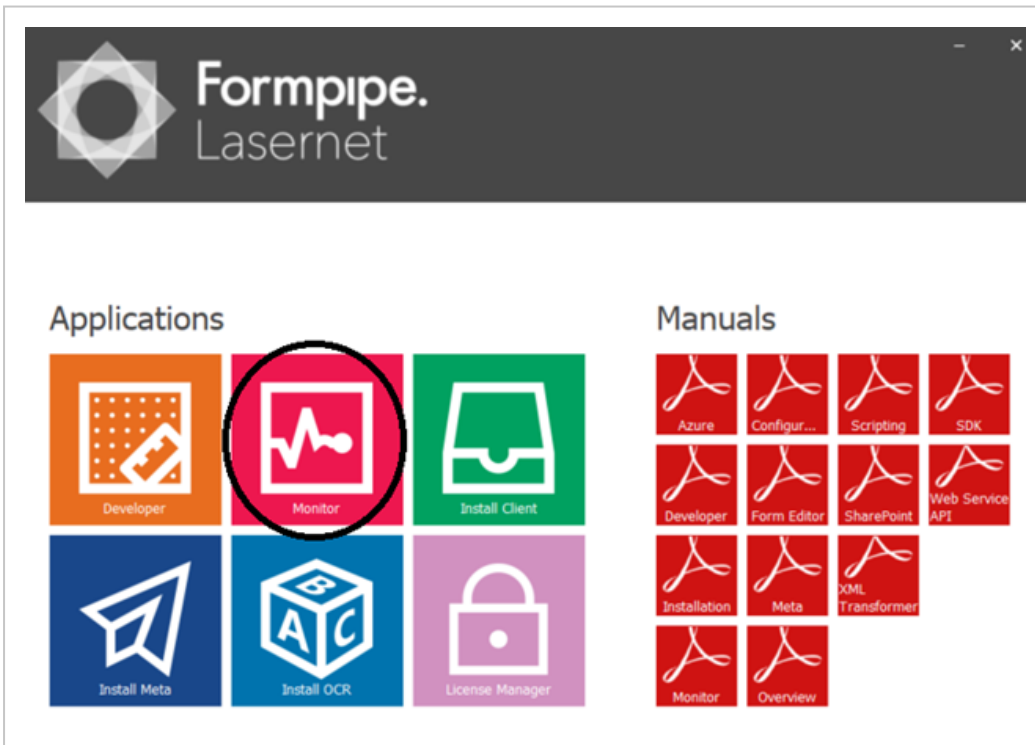 Formpipe.
Lasernet
Applications
Developer
Monitor
Install Client
Install Meta
B
A C
Install OCR
License Manager
Manuals
Azure
Configur...
Scripting
SDK
Developer
Form Editor
SharePoint
Web Service
API
Installation
Meta
XML
Transformer
Monitor
Overview